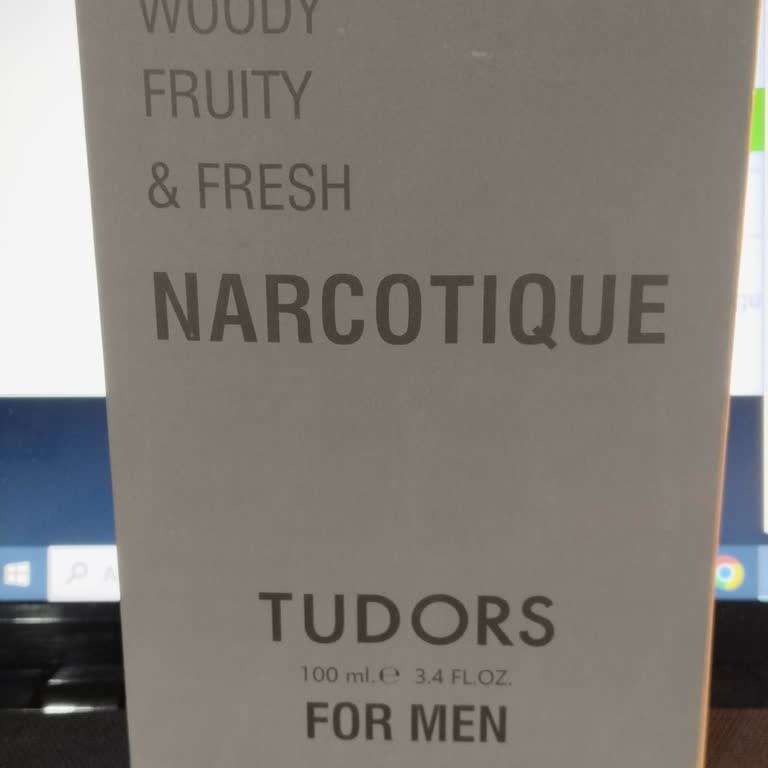 WOODY
FRUITY
& FRESH
NARCOTIQUE
TUDORS
100 ml.℮ 3.4 FL.OZ.
FOR MEN